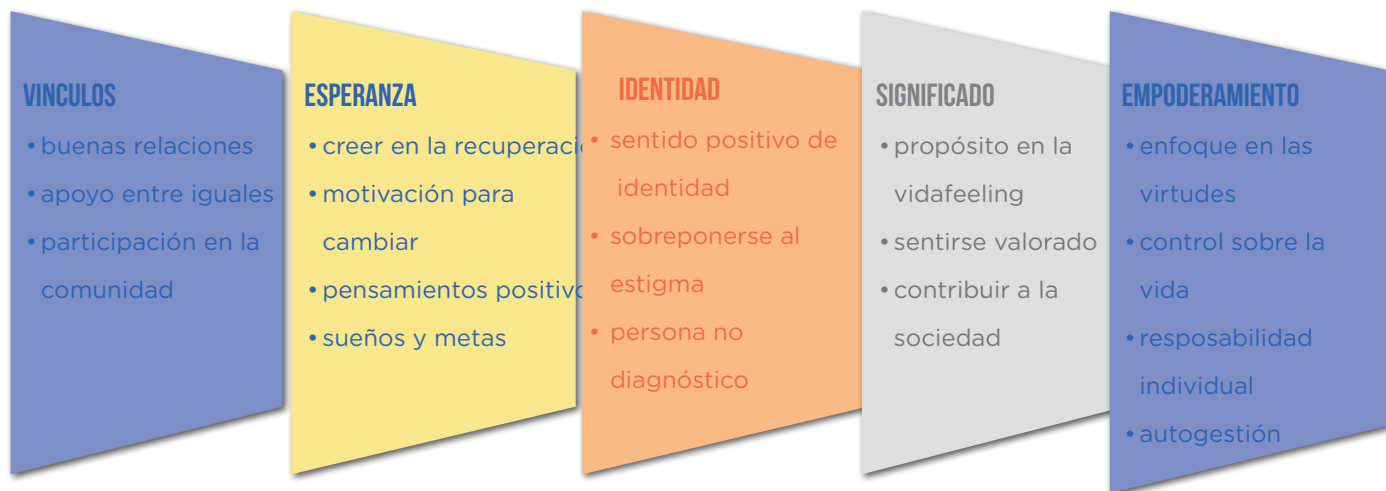 VINCULOS
• buenas relaciones
• apoyo entre iguales
• participación en la
comunidad
ESPERANZA
• creer en la recuperaci
• motivación para
cambiar
• pensamientos positivo
• sueños y metas
IDENTIDAD
• sentido positivo de
identidad
• sobreponerse al
estigma
• persona no
diagnóstico
SIGNIFICADO
• propósito en la
vidafeeling
• sentirse valorado
• contribuir a la
sociedad
EMPODERAMIENTO
• enfoque en las
virtudes
• control sobre la
vida
• resposabilidad
individual
• autogestión